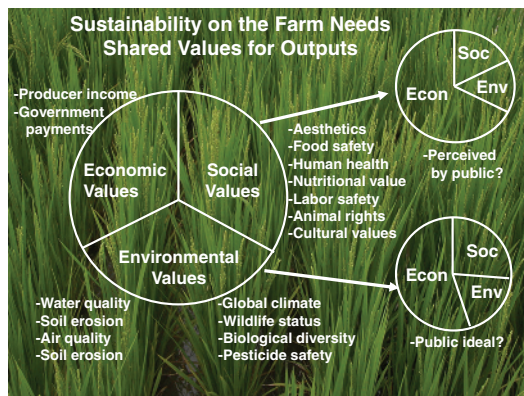 Sustainability on the Farm Needs
Shared Values for Outputs
-Producer income
-Government
payments
Economic
Values
Social
Values
Environmental
Values
-Aesthetics
-Food safety
-Human health
-Nutritional value
-Labor safety
-Animal rights
-Cultural values
-Water quality
-Soil erosion
-Air quality
-Soil erosion
-Global climate
-Wildlife status
-Biological diversity
-Pesticide safety
Soc
Econ
Env
-Perceived
by public?
Soc
Econ
Env
-Public ideal?